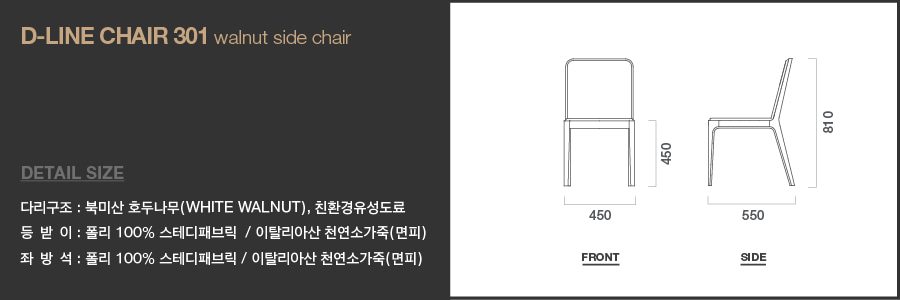 D-LINE CHAIR 301 walnut side chair
DETAIL SIZE
다리구조 : 북미산 호두나무(WHITE WALNUT), 친환경유성도료
등 받 이 : 폴리 100% 스테디패브릭 / 이탈리아산 천연소가죽(면피)
좌 방 석 : 폴리 100% 스테디패브릭 / 이탈리아산 천연소가죽(면피)
450
810
450
550
FRONT
SIDE